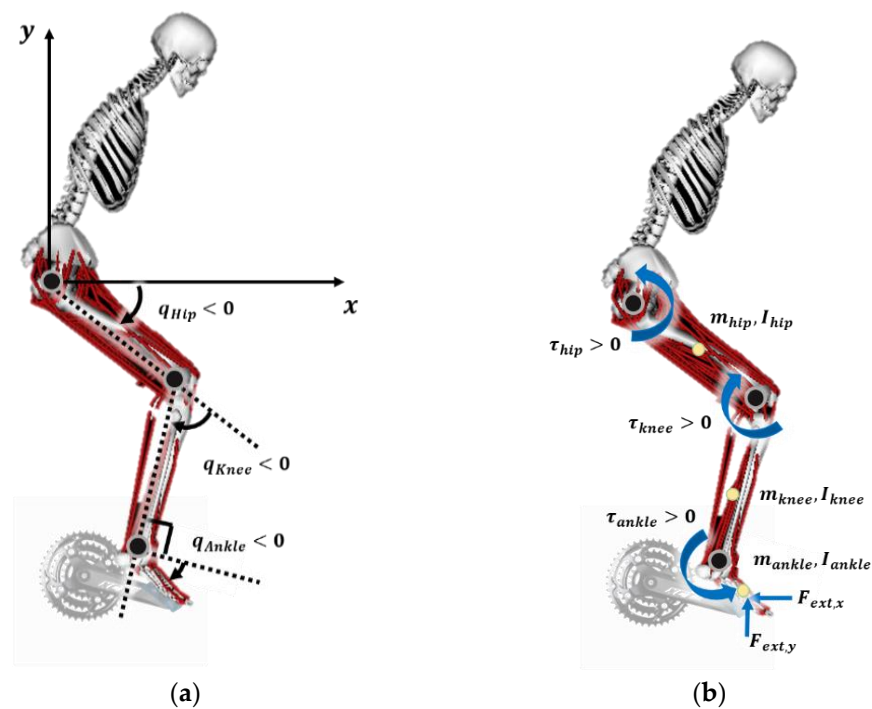 y
x
q_Hip < 0
q_Knee < 0
q_Ankle < 0
(a)
m_hip, I_hip
τ_hip > 0
τ_knee > 0
m_knee, I_knee
τ_ankle > 0
m_ankle, I_ankle
F_ext,x
F_ext,y
(b)